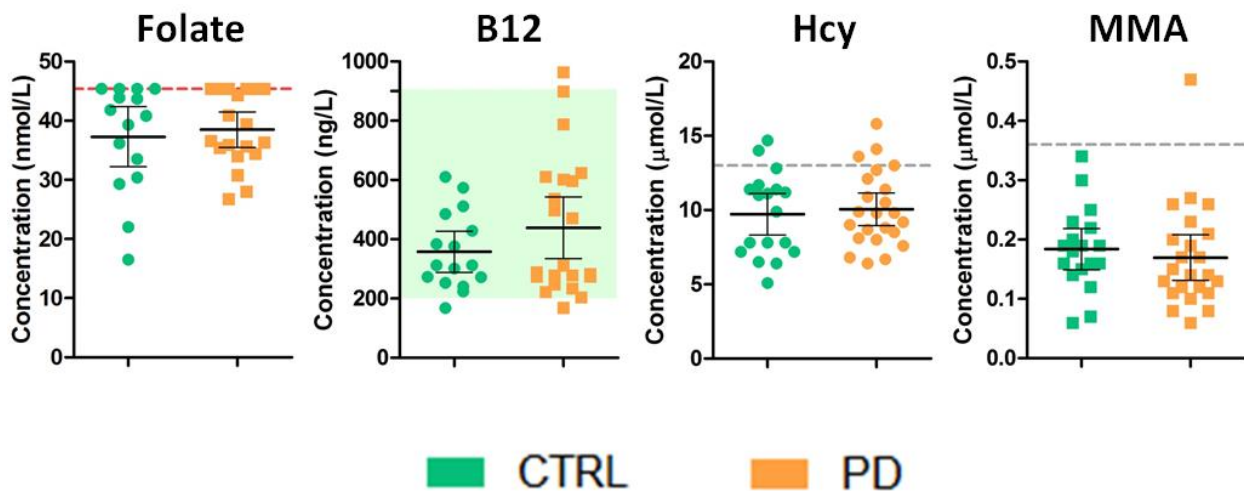 Folate
B12
Hcy
MMA
Concentration (nmol/L)
50
40
30
20
10
0
Concentration (ng/L)
1000
800
600
400
200
0
Concentration (μmol/L)
20
15
10
5
0
Concentration (μmol/L)
0.5
0.4
0.3
0.2
0.1
0.0
CTRL
PD